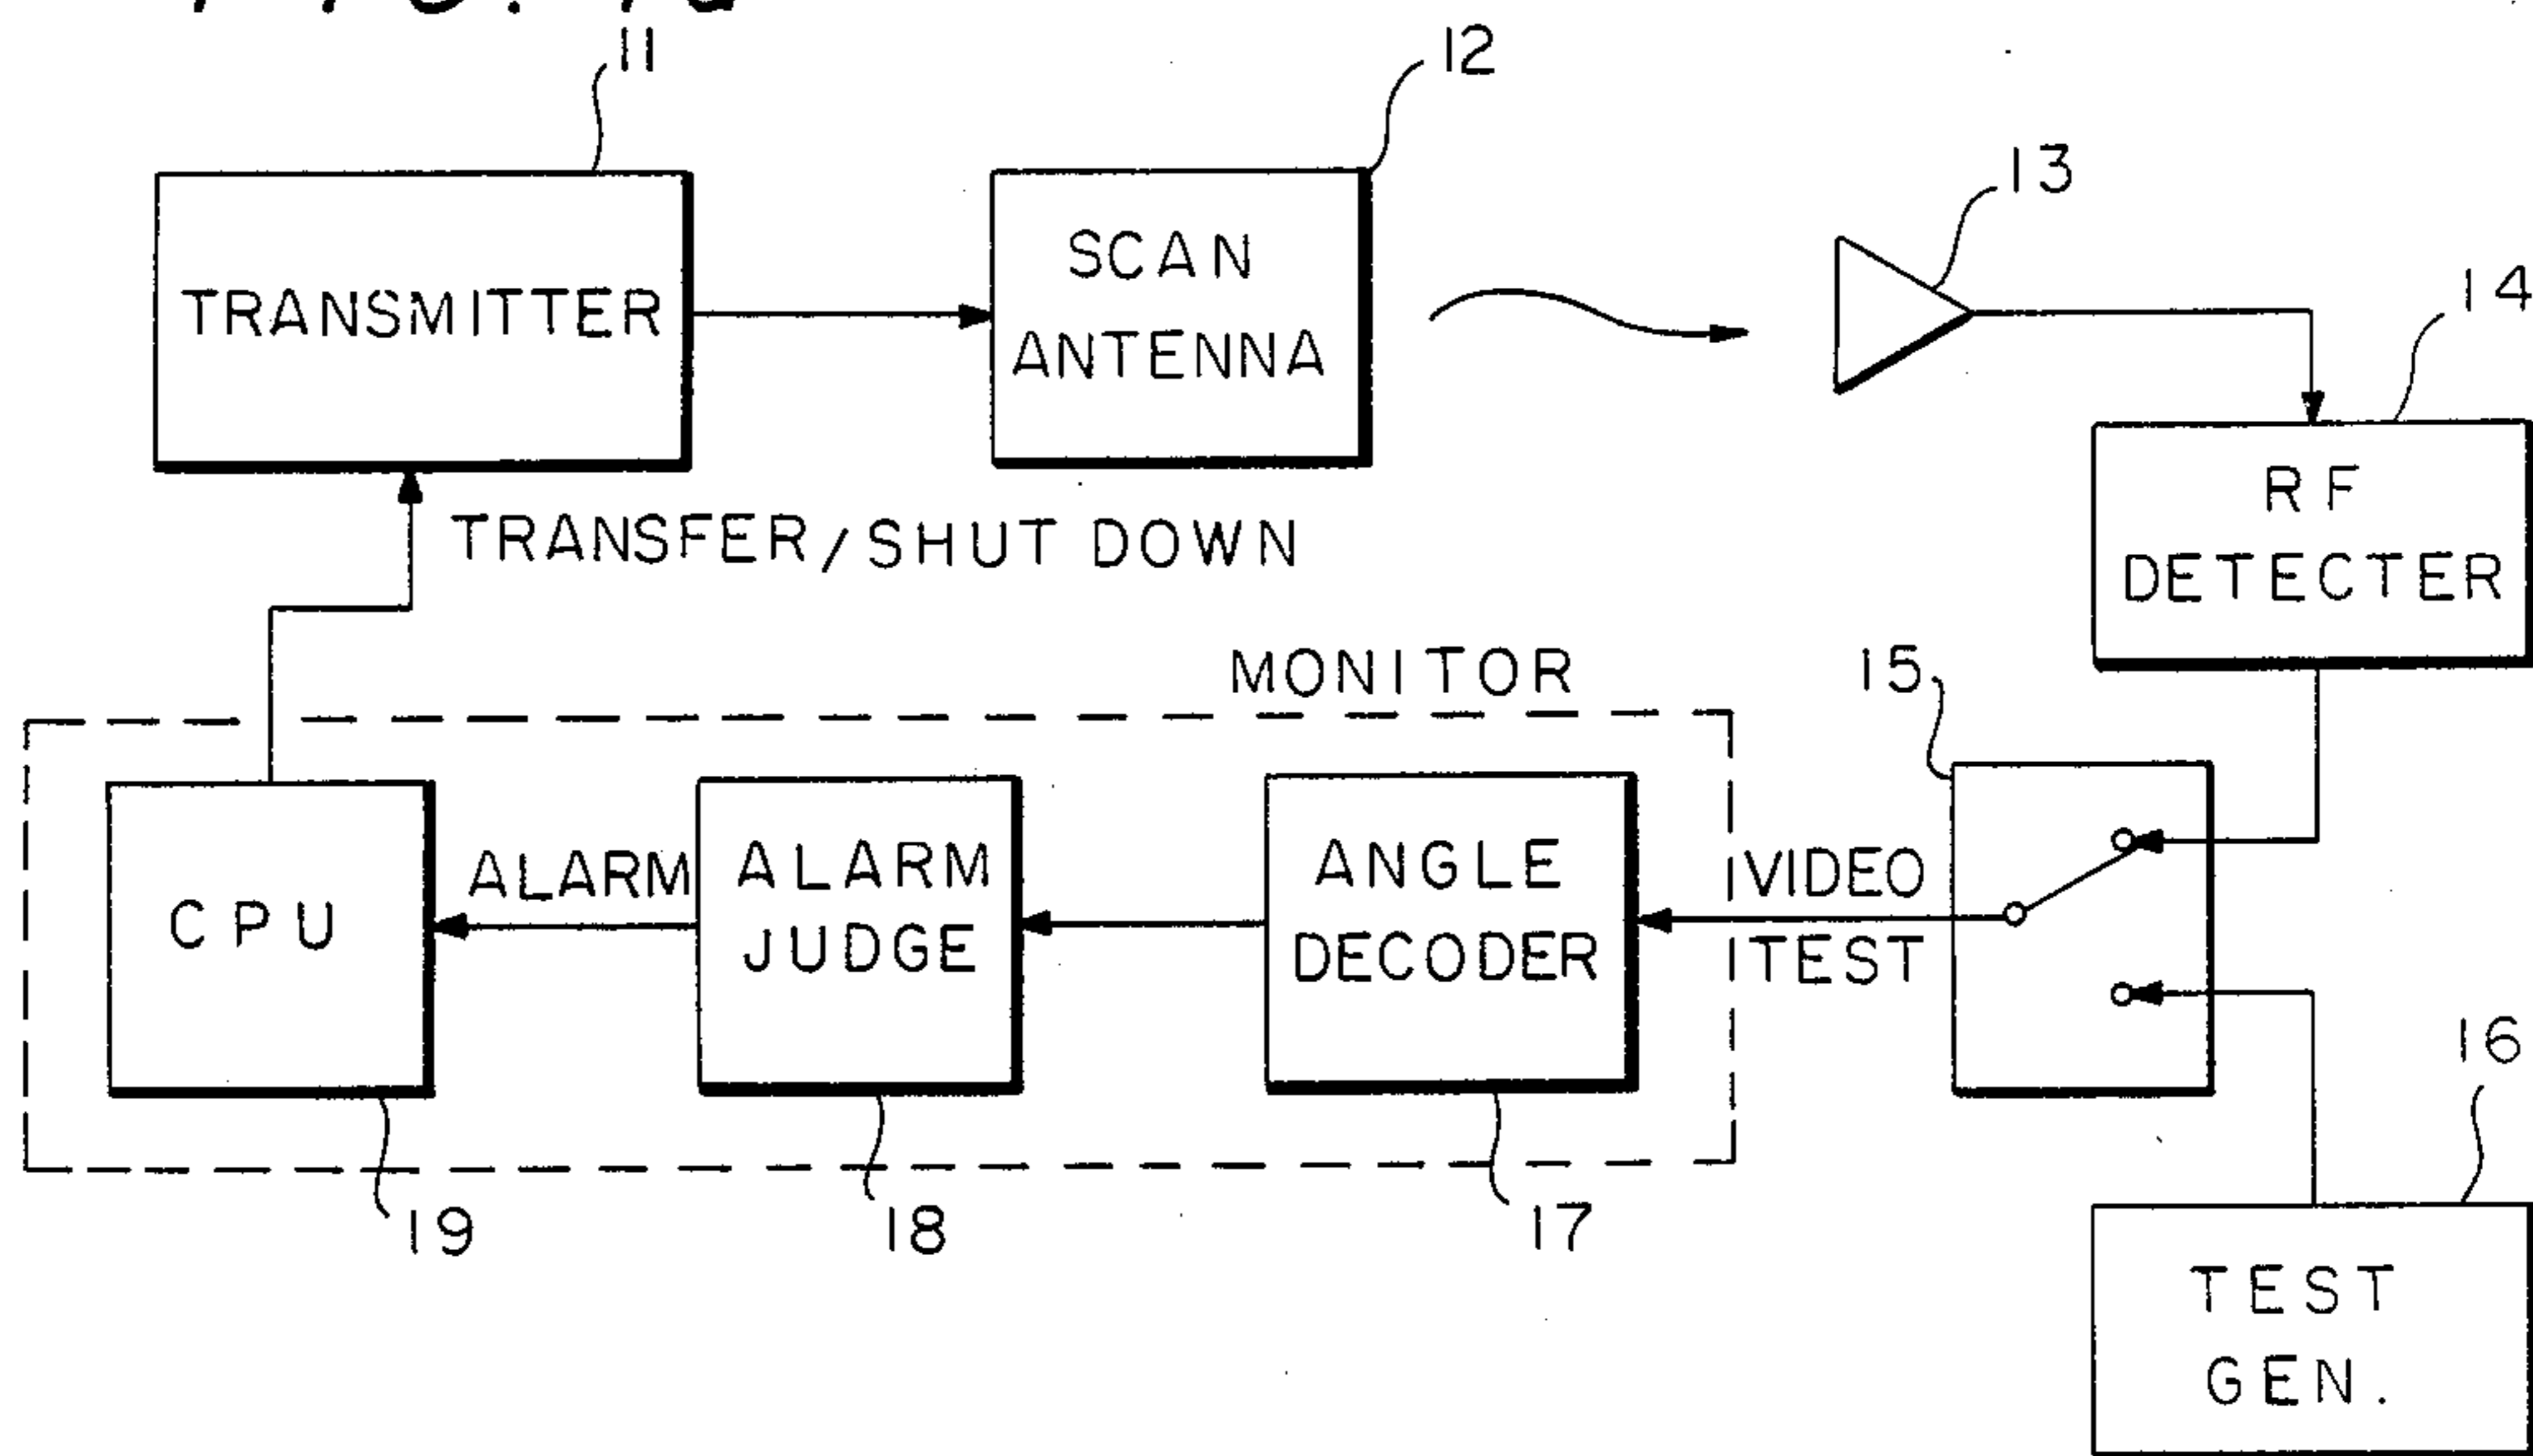 11
12
13
14
TRANSMITTER
SCAN
ANTENNA
RF
DETECTER
TRANSFER/SHUT DOWN
MONITOR
15
CPU
ALARM
ALARM
JUDGE
ANGLE
DECODER
VIDEO
TEST
16
19
18
17
TEST
GEN.